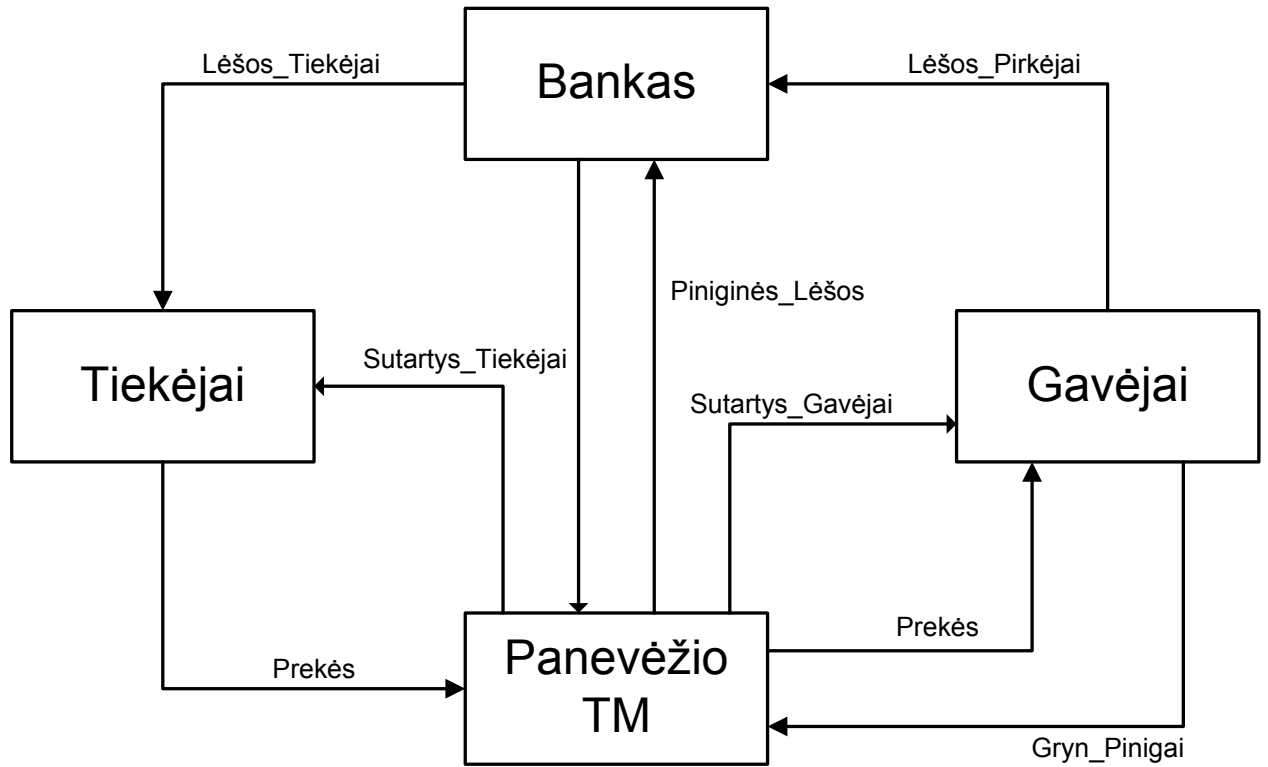 Lėšos_Tiekėjai
Bankas
Lėšos_Pirkėjai
Piniginės_Lėšos
Tiekėjai
Sutartys_Tiekėjai
Sutartys_Gavėjai
Gavėjai
Prekės
Panevėžio
TM
Prekės
Gryn_Pinigai